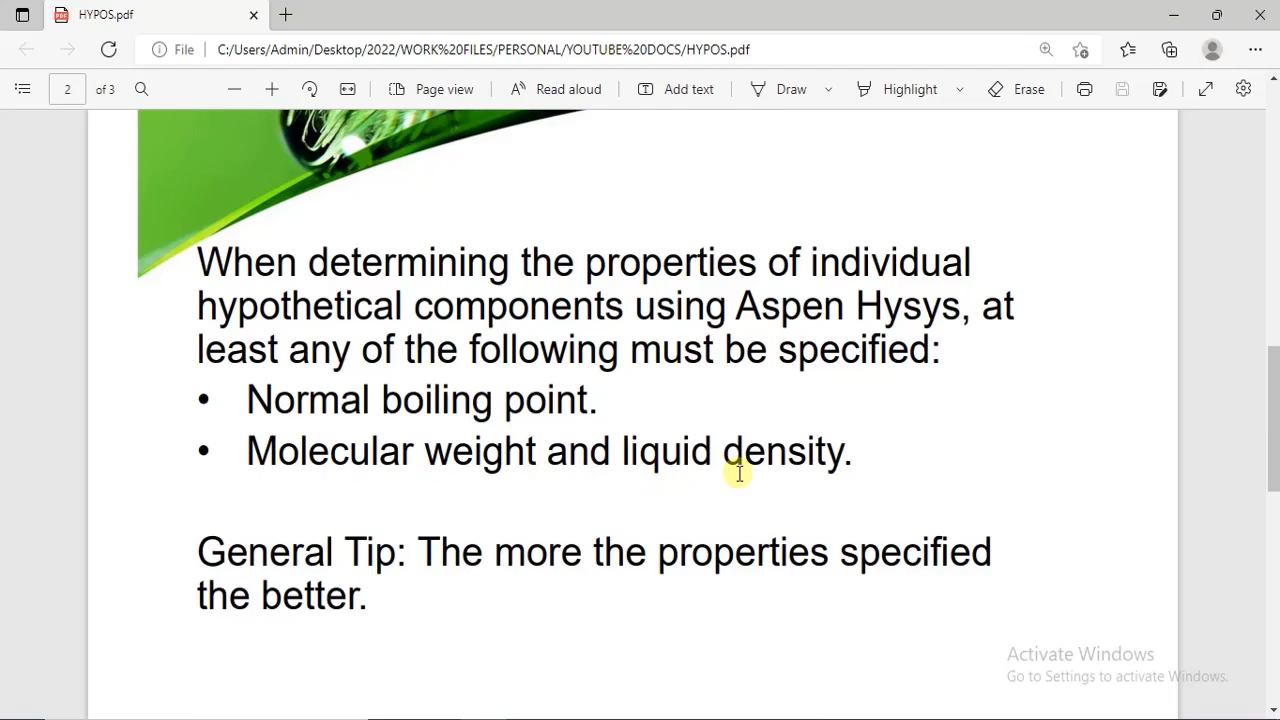 HYPOS.pdf
File C:/Users/Admin/Desktop/2022/WORK%20FILES/PERSONAL/YOUTUBE%20DOCS/HYPOS.pdf
2 of 3 Page view Read aloud Add text Draw Highlight Erase
When determining the properties of individual
hypothetical components using Aspen Hysys, at
least any of the following must be specified:
• Normal boiling point.
• Molecular weight and liquid density.
General Tip: The more the properties specified
the better.
Activate Windows
Go to Settings to activate Windows.